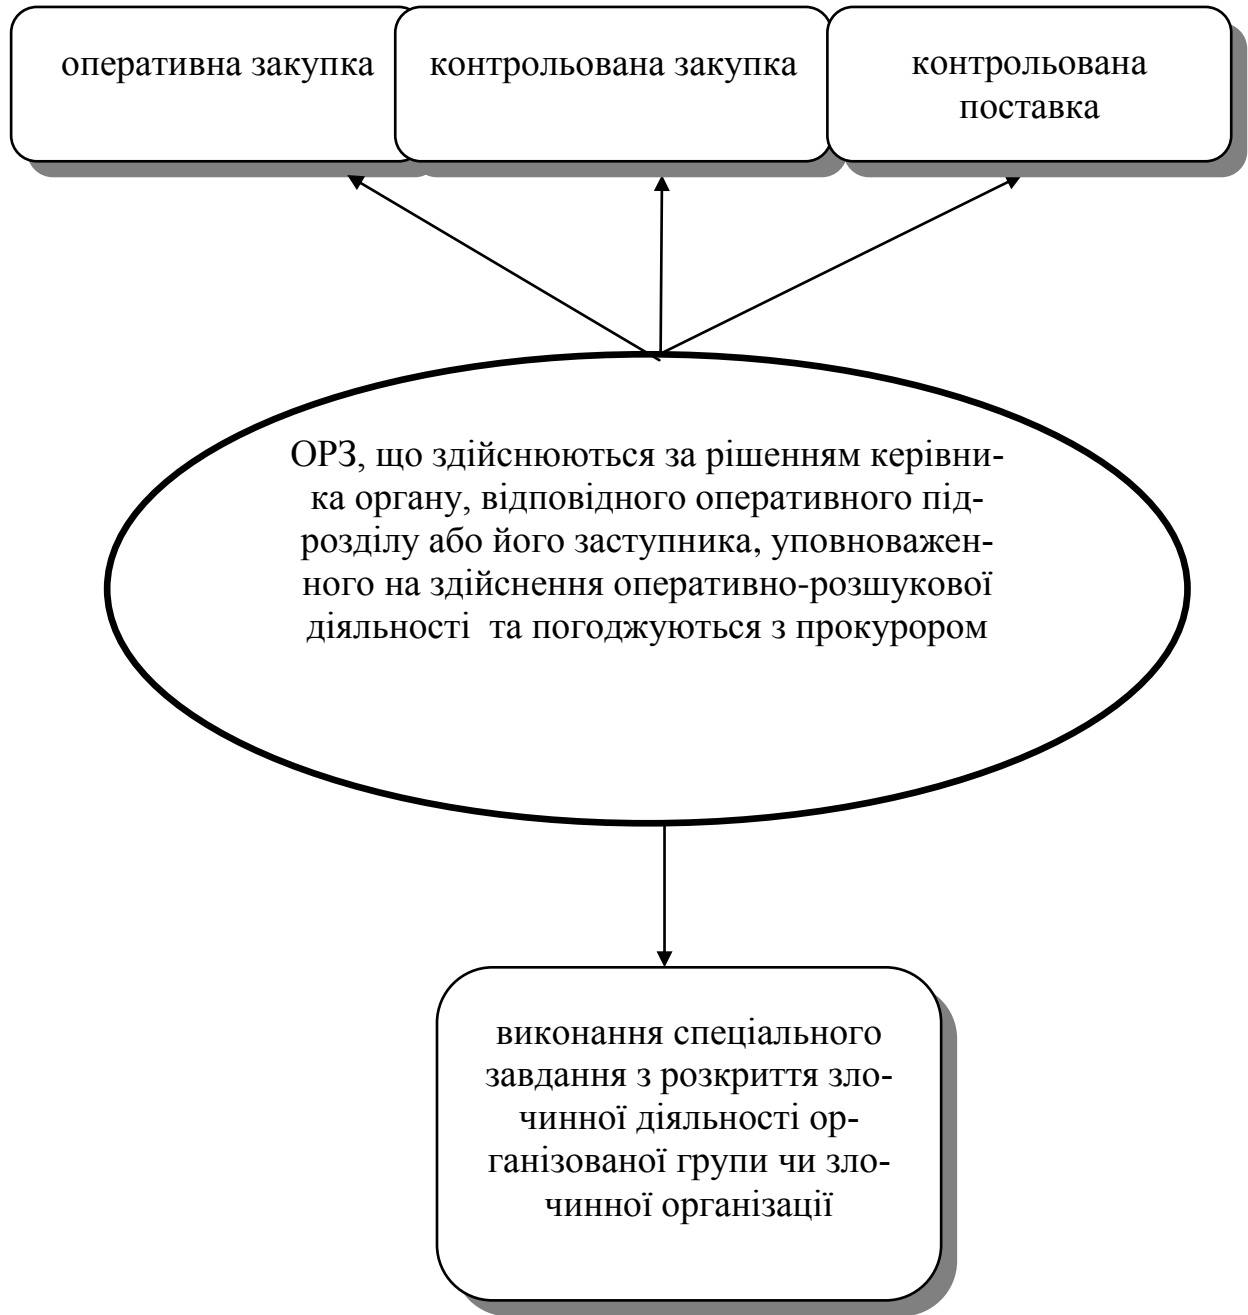 оперативна закупка
контрольована закупка
контрольована
поставка
ОРЗ, що здійснюються за рішенням керівни-
ка органу, відповідного оперативного під-
розділу або його заступника, уповноважен-
ного на здійснення оперативно-розшукової
діяльності та погоджуються з прокурором
виконання спеціального
завдання з розкриття зло-
чинної діяльності ор-
ганізованої групи чи зло-
чинної організації